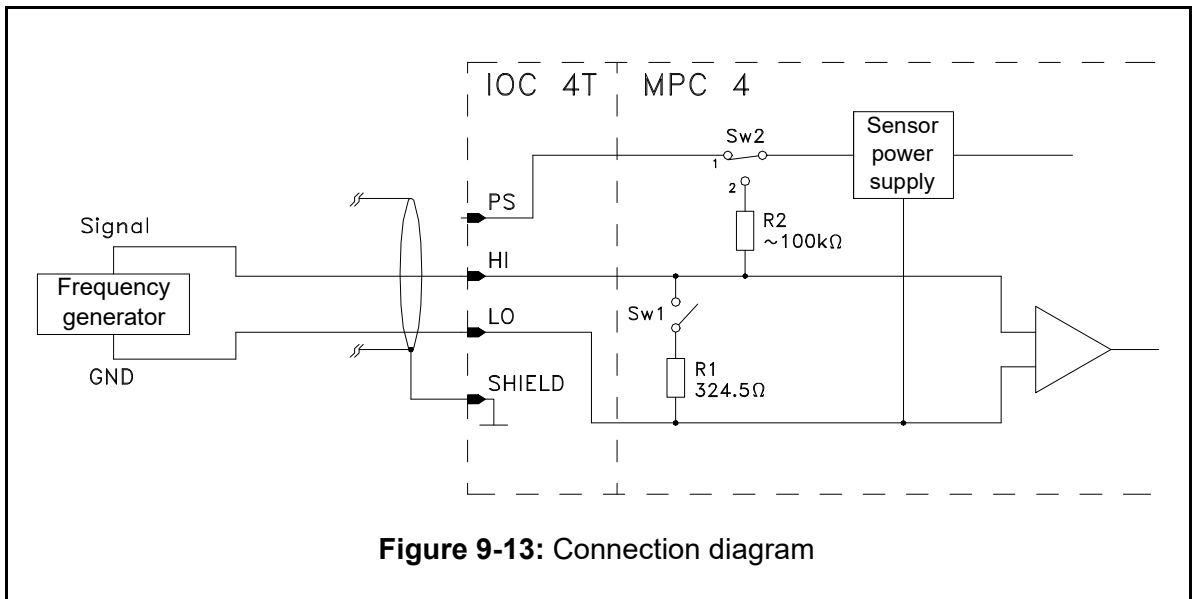 IOC 4T
MPC 4
Sw2
1
2
Sensor
power
supply
PS
R2
~100kΩ
Signal
HI
Frequency
generator
Sw1
LO
R1
324.5Ω
GND
SHIELD
Figure 9-13: Connection diagram